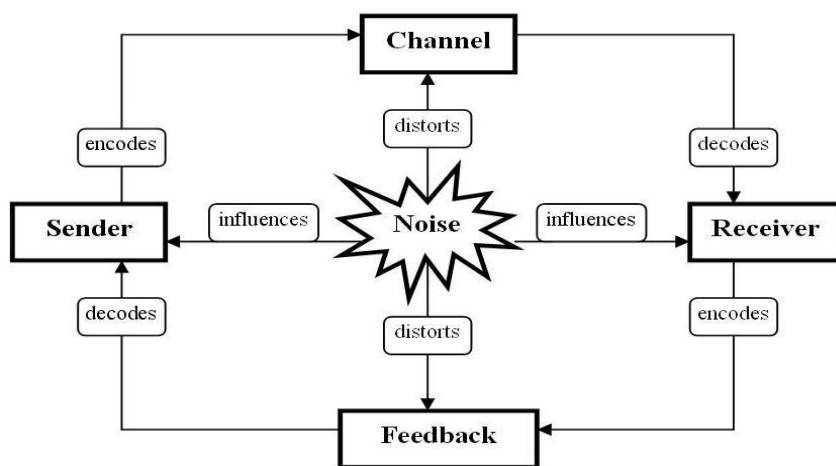 Channel
distorts
encodes
decodes
Sender
influences
Noise
influences
Receiver
decodes
distorts
encodes
Feedback